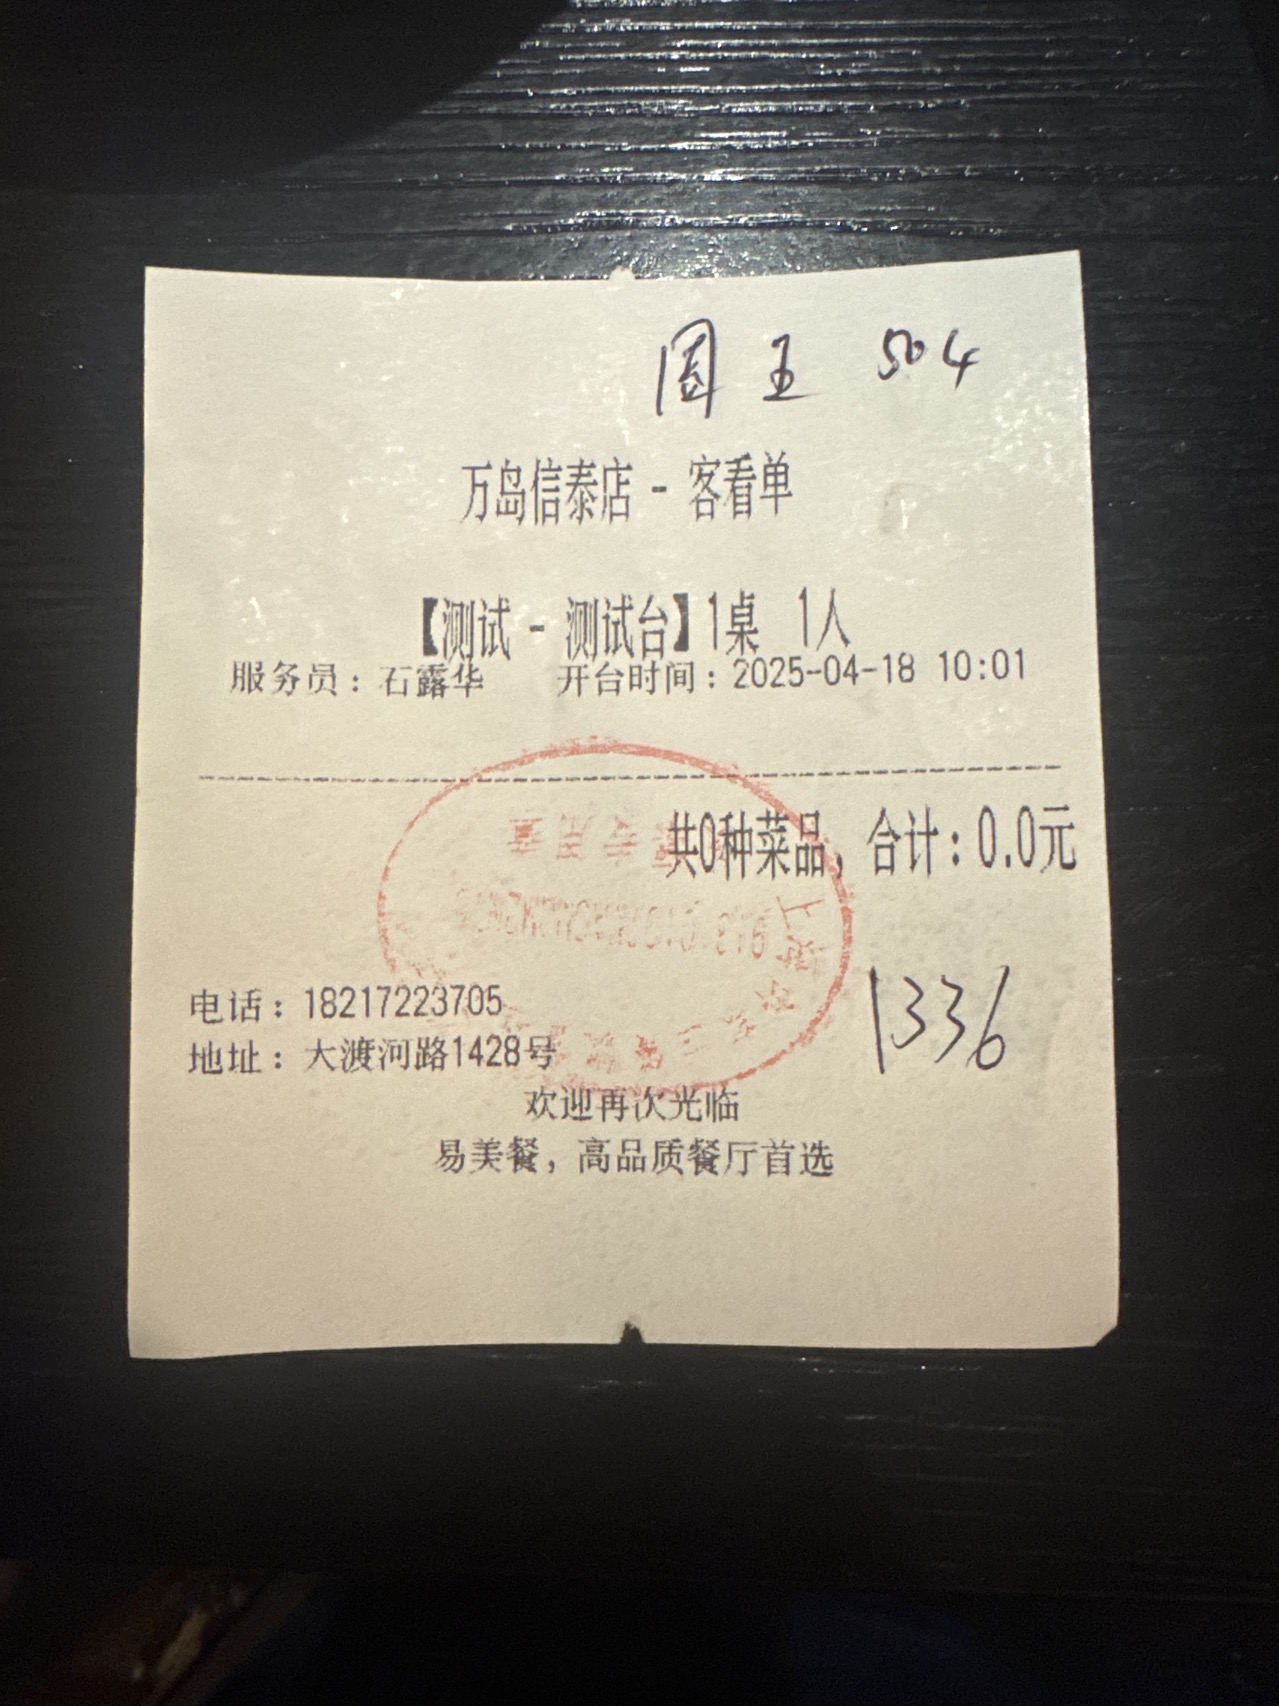 国王 504
万岛信泰店 - 客看单
【测试 - 测试台】1桌 1人
服务员：石露华 开台时间：2025-04-18 10:01
共0种菜品，合计：0.0元
1336
电话：18217223705
地址：大渡河路1428号
欢迎再次光临
易美餐，高品质餐厅首选